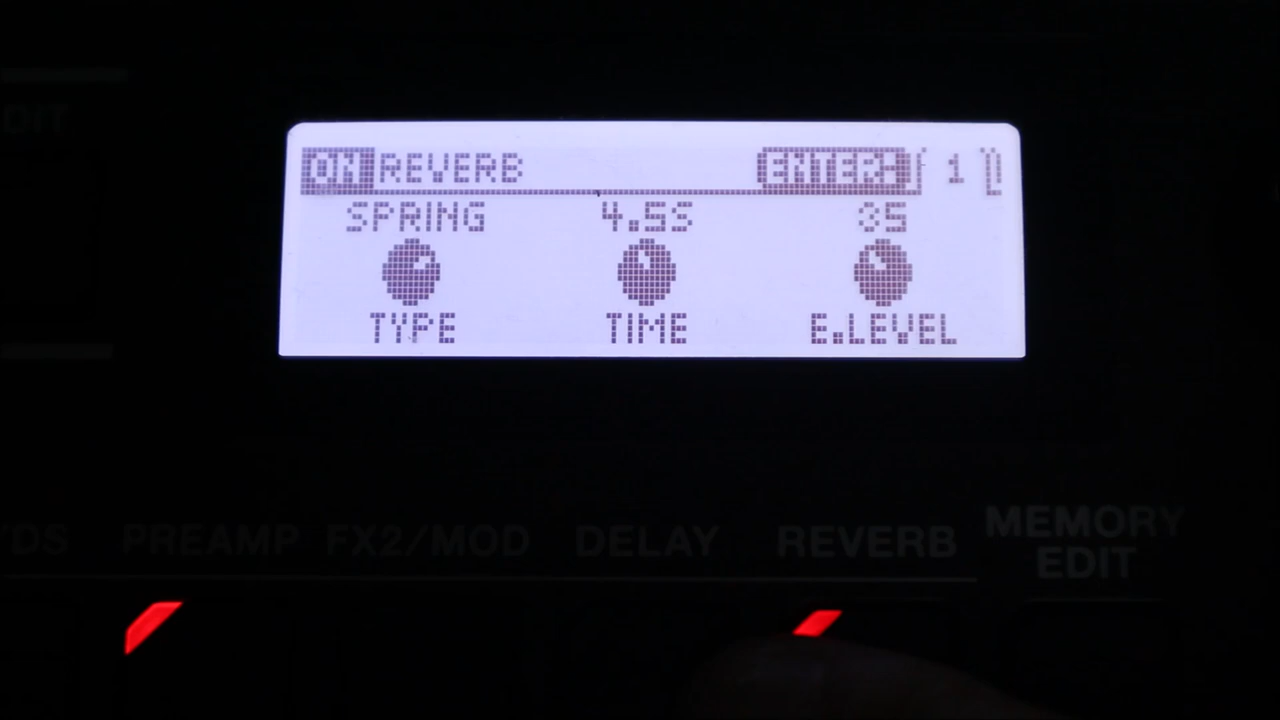 ON REVERB ENTER 1
SPRING 4.5S 35
TYPE TIME E.LEVEL
PREAMP FX2/MOD DELAY REVERB MEMORY
EDIT